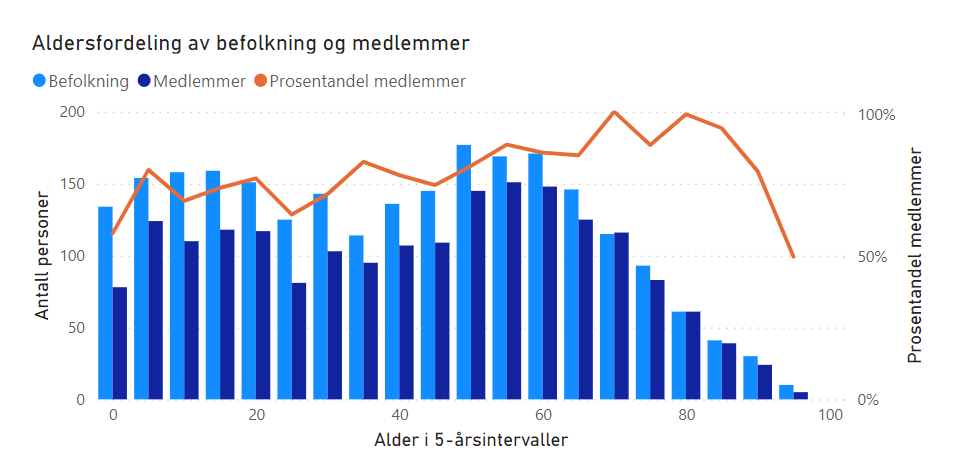 Aldersfordeling av befolkning og medlemmer
Befolkning Medlemmer Prosentandel medlemmer
200
150
100
50
0
Antall personer
100%
50%
0%
Prosentandel medlemmer
0 20 40 60 80 100
Alder i 5-årsintervaller